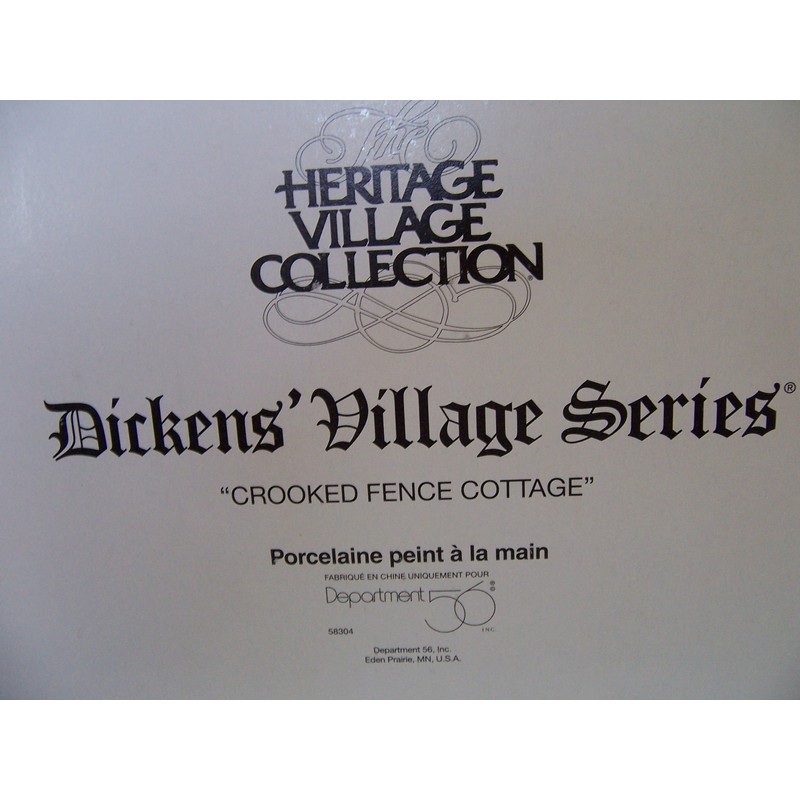 The
HERITAGE
VILLAGE
COLLECTION®
Dickens' Village Series®
“CROOKED FENCE COTTAGE”
Porcelaine peint à la main
FABRIQUÉ EN CHINE UNIQUEMENT POUR
Department 56®
INC.
58304
Department 56, Inc.
Eden Prairie, MN, U.S.A.